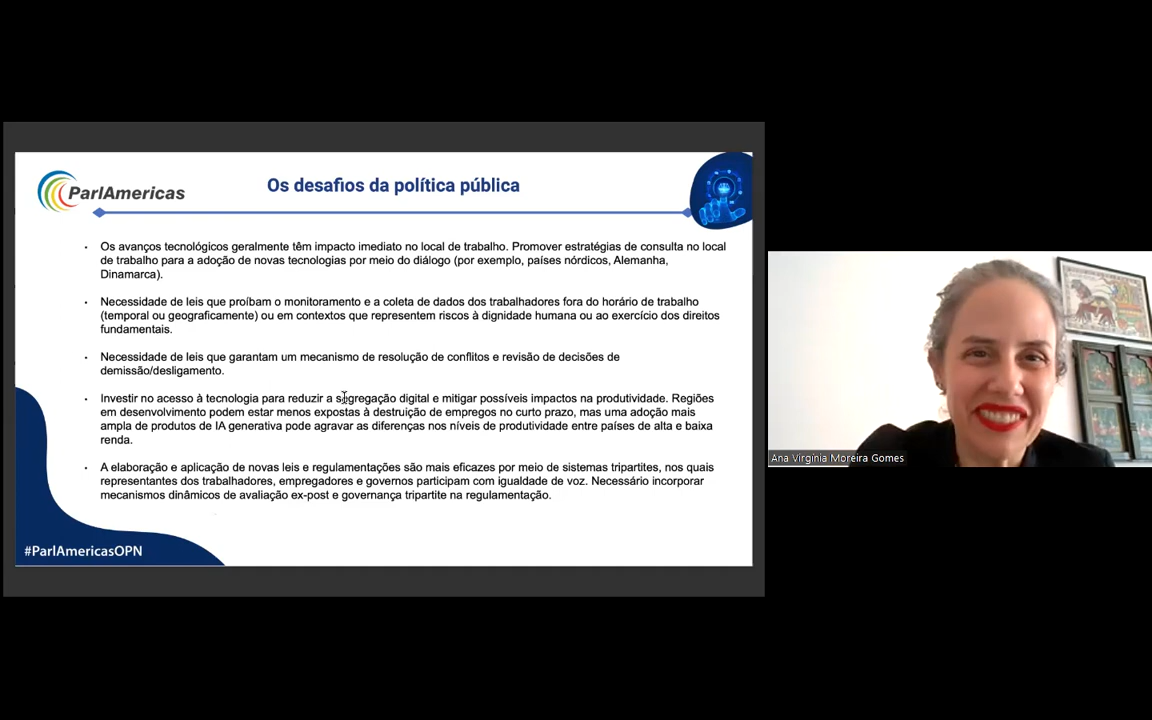 ParlAmericas
Os desafios da política pública
• Os avanços tecnológicos geralmente têm impacto imediato no local de trabalho. Promover estratégias de consulta no local
de trabalho para a adoção de novas tecnologias por meio do diálogo (por exemplo, países nórdicos, Alemanha,
Dinamarca).
• Necessidade de leis que proíbam o monitoramento e a coleta de dados dos trabalhadores fora do horário de trabalho
(temporal ou geograficamente) ou em contextos que representem riscos à dignidade humana ou ao exercício dos direitos
fundamentais.
• Necessidade de leis que garantam um mecanismo de resolução de conflitos e revisão de decisões de
demissão/desligamento.
• Investir no acesso à tecnologia para reduzir a segregação digital e mitigar possíveis impactos na produtividade. Regiões
em desenvolvimento podem estar menos expostas à destruição de empregos no curto prazo, mas uma adoção mais
ampla de produtos de IA generativa pode agravar as diferenças nos níveis de produtividade entre países de alta e baixa
renda.
• A elaboração e aplicação de novas leis e regulamentações são mais eficazes por meio de sistemas tripartites, nos quais
representantes dos trabalhadores, empregadores e governos participam com igualdade de voz. Necessário incorporar
mecanismos dinâmicos de avaliação ex-post e governança tripartite na regulamentação.
#ParlAmericasOPN
Ana Virgínia Moreira Gomes